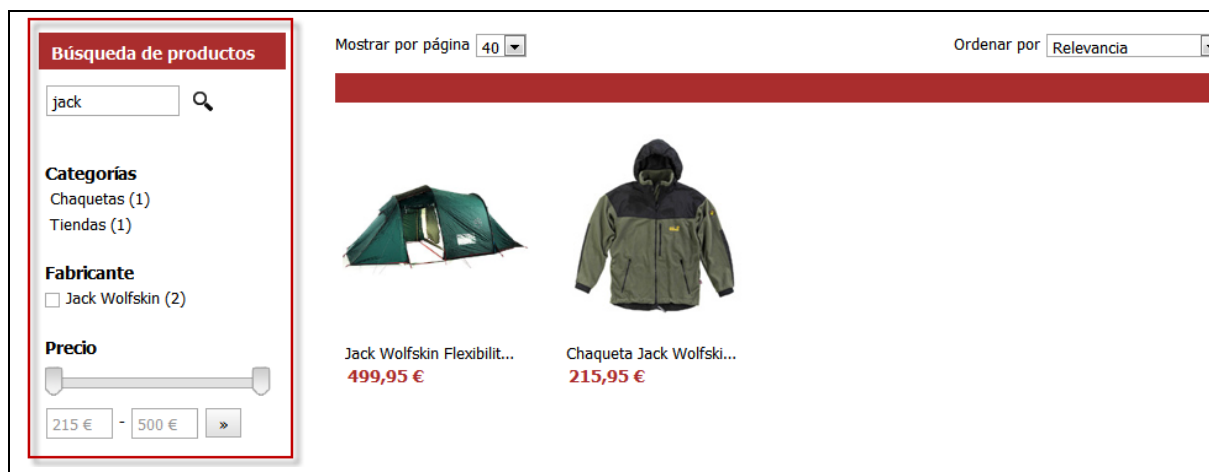 Búsqueda de productos
jack
Categorías
Chaquetas (1)
Tiendas (1)
Fabricante
Jack Wolfskin (2)
Precio
215 € - 500 € »
Mostrar por página 40
Ordenar por Relevancia
Jack Wolfskin Flexibilit...
499,95 €
Chaqueta Jack Wolfski...
215,95 €